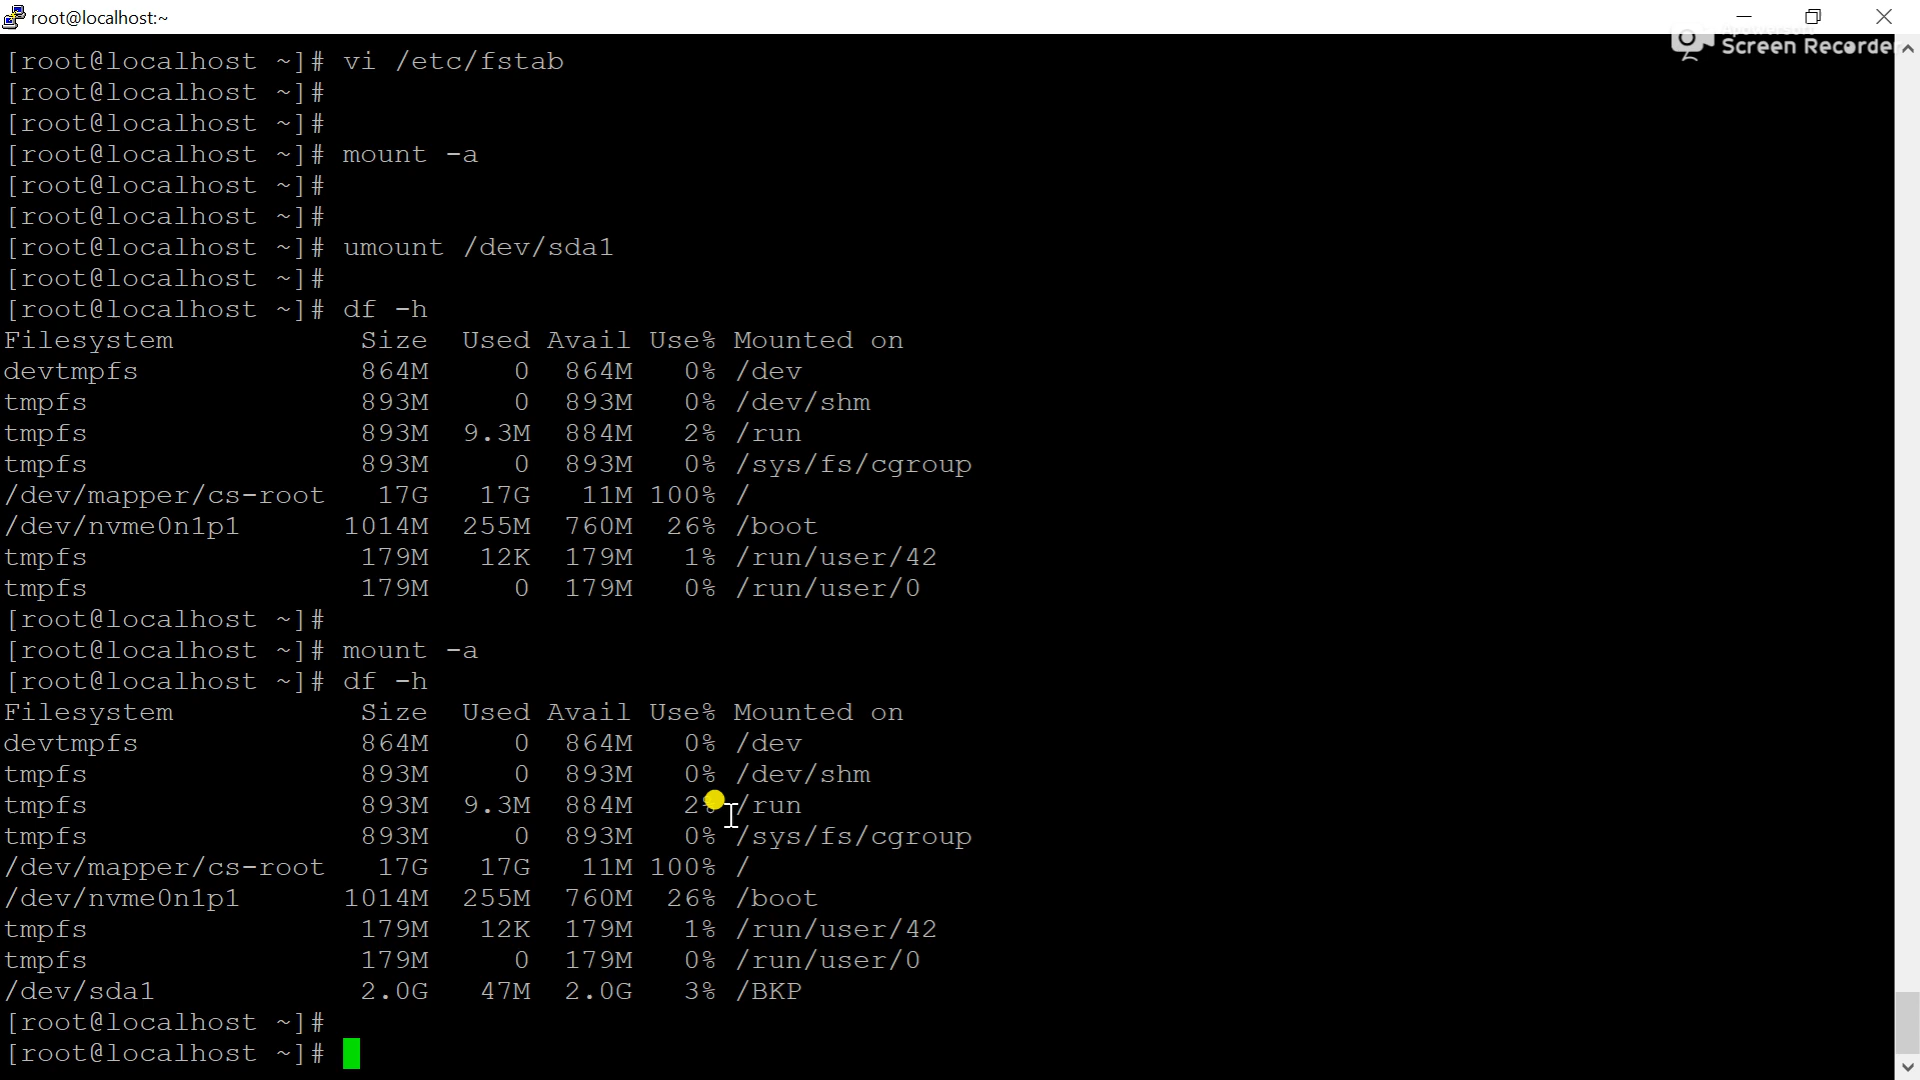 root@localhost:~
Screen Recorder
[root@localhost ~]# vi /etc/fstab
[root@localhost ~]#
[root@localhost ~]#
[root@localhost ~]# mount -a
[root@localhost ~]#
[root@localhost ~]#
[root@localhost ~]# umount /dev/sda1
[root@localhost ~]#
[root@localhost ~]# df -h
Filesystem           Size  Used Avail Use% Mounted on
devtmpfs             864M     0  864M   0% /dev
tmpfs                893M     0  893M   0% /dev/shm
tmpfs                893M  9.3M  884M   2% /run
tmpfs                893M     0  893M   0% /sys/fs/cgroup
/dev/mapper/cs-root   17G   17G   11M 100% /
/dev/nvme0n1p1      1014M  255M  760M  26% /boot
tmpfs                179M   12K  179M   1% /run/user/42
tmpfs                179M     0  179M   0% /run/user/0
[root@localhost ~]#
[root@localhost ~]# mount -a
[root@localhost ~]# df -h
Filesystem           Size  Used Avail Use% Mounted on
devtmpfs             864M     0  864M   0% /dev
tmpfs                893M     0  893M   0% /dev/shm
tmpfs                893M  9.3M  884M   2% /run
tmpfs                893M     0  893M   0% /sys/fs/cgroup
/dev/mapper/cs-root   17G   17G   11M 100% /
/dev/nvme0n1p1      1014M  255M  760M  26% /boot
tmpfs                179M   12K  179M   1% /run/user/42
tmpfs                179M     0  179M   0% /run/user/0
/dev/sda1            2.0G   47M  2.0G   3% /BKP
[root@localhost ~]#
[root@localhost ~]#